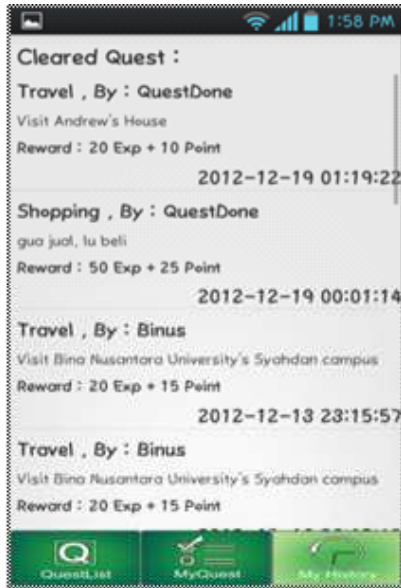 1:58 PM
Cleared Quest :
Travel , By : QuestDone
Visit Andrew's House
Reward : 20 Exp + 10 Point
2012-12-19 01:19:22
Shopping , By : QuestDone
gua jual, lu beli
Reward : 50 Exp + 25 Point
2012-12-19 00:01:14
Travel , By : Binus
Visit Bina Nusantara University's Syahdan campus
Reward : 20 Exp + 15 Point
2012-12-13 23:15:57
Travel , By : Binus
Visit Bina Nusantara University's Syahdan campus
Reward : 20 Exp + 15 Point
QuestList MyQuest My History